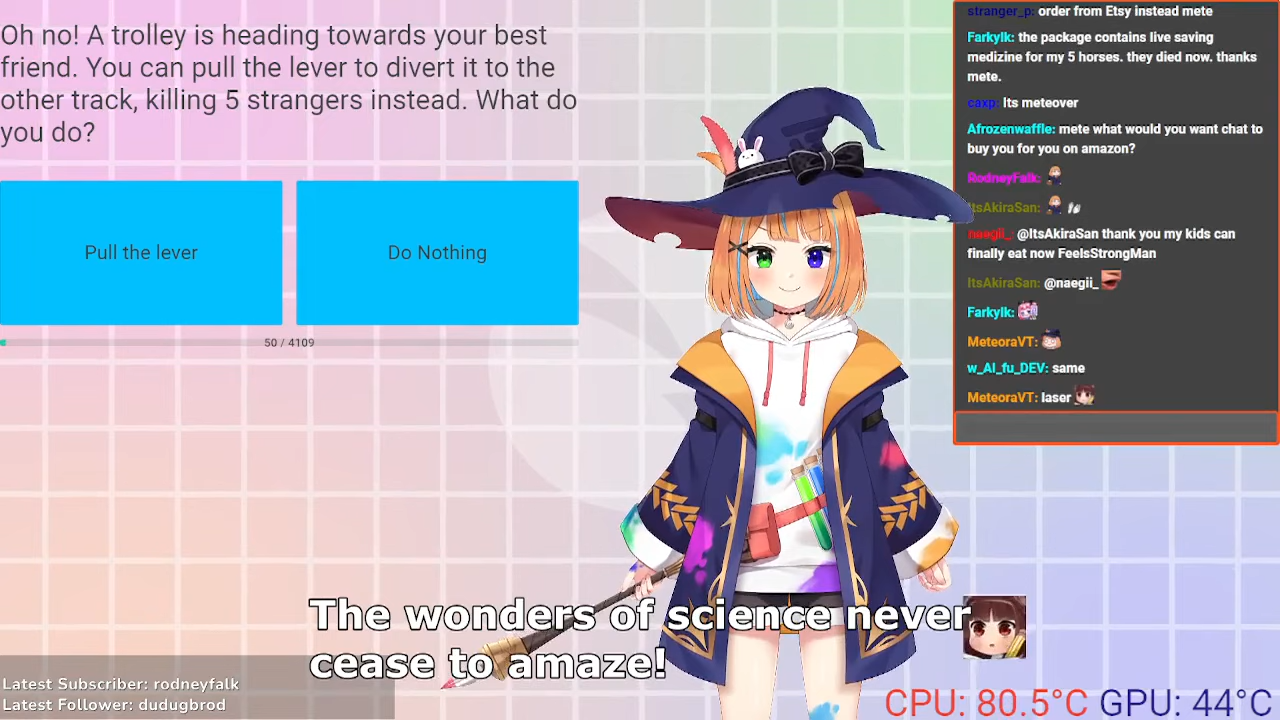 Oh no! A trolley is heading towards your best
friend. You can pull the lever to divert it to the
other track, killing 5 strangers instead. What do
you do?
Pull the lever
Do Nothing
50 / 4109
stranger_p: order from Etsy instead mete
Farkylk: the package contains live saving
medizine for my 5 horses. they died now. thanks
mete.
caxp: Its meteover
Afrozenwaffle: mete what would you want chat to
buy you for you on amazon?
RodneyFalk:
ItsAkiraSan:
naegii_: @ItsAkiraSan thank you my kids can
finally eat now FeelsStrongMan
ItsAkiraSan: @naegii_
Farkylk:
MeteoraVT:
w_AI_fu_DEV: same
MeteoraVT: laser
The wonders of science never
cease to amaze!
Latest Subscriber: rodneyfalk
Latest Follower: dudugbrod
CPU: 80.5°C GPU: 44°C